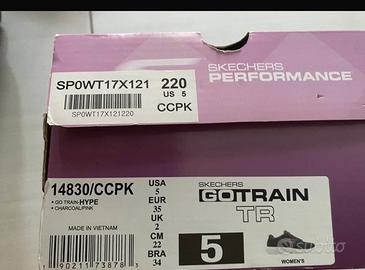 SKECHERS
PERFORMANCE
SP0WT17X121
220
US 5
CCPK
SP0WT17X121220
14830/CCPK
• GO TRAIN-HYPE
• CHARCOAL/PINK
MADE IN VIETNAM
USA
5
EUR
35
UK
2
CM
22
BRA
34
SKECHERS
GOTRAIN
TR
5
WOMEN'S
subito